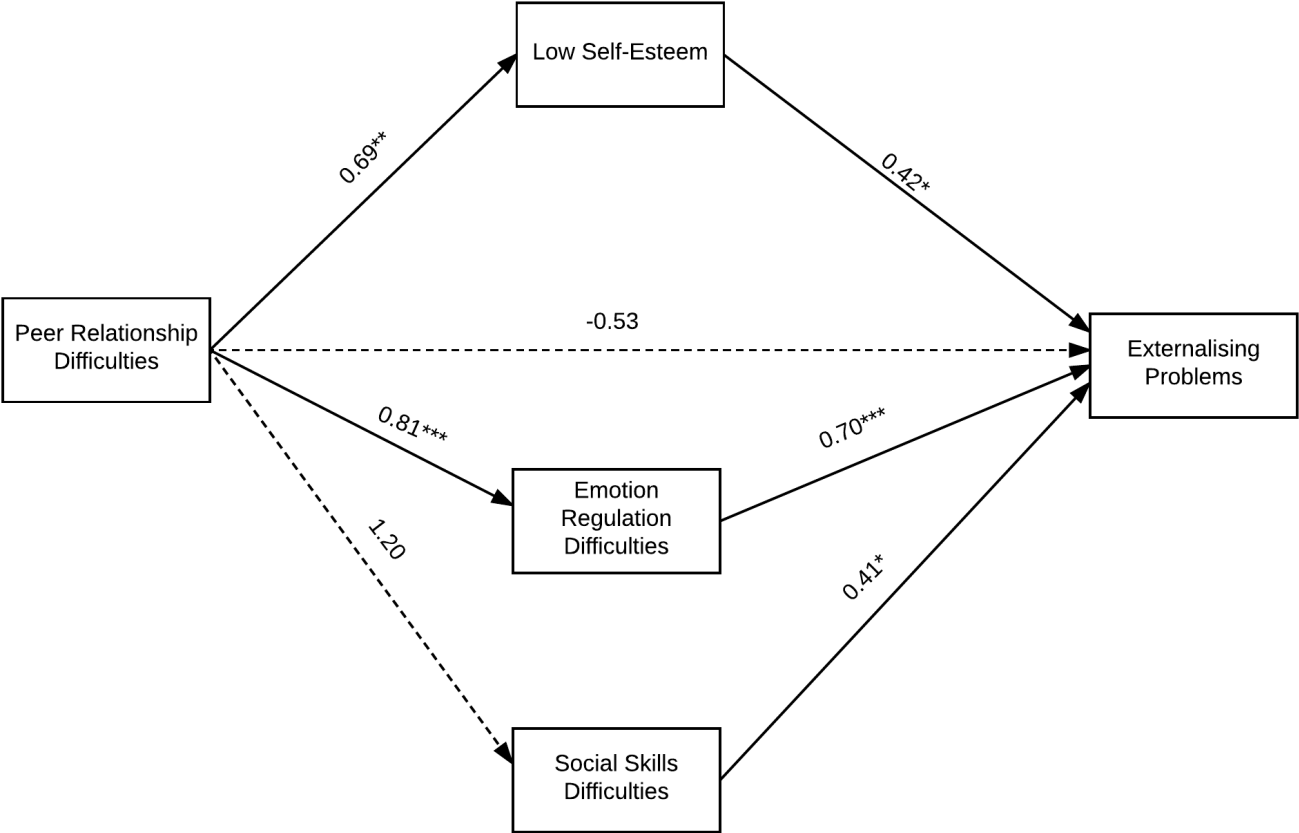 Low Self-Esteem
0.69**
0.42*
Peer Relationship
Difficulties
-0.53
Externalising
Problems
0.81***
0.70***
Emotion
Regulation
Difficulties
1.20
0.41*
Social Skills
Difficulties